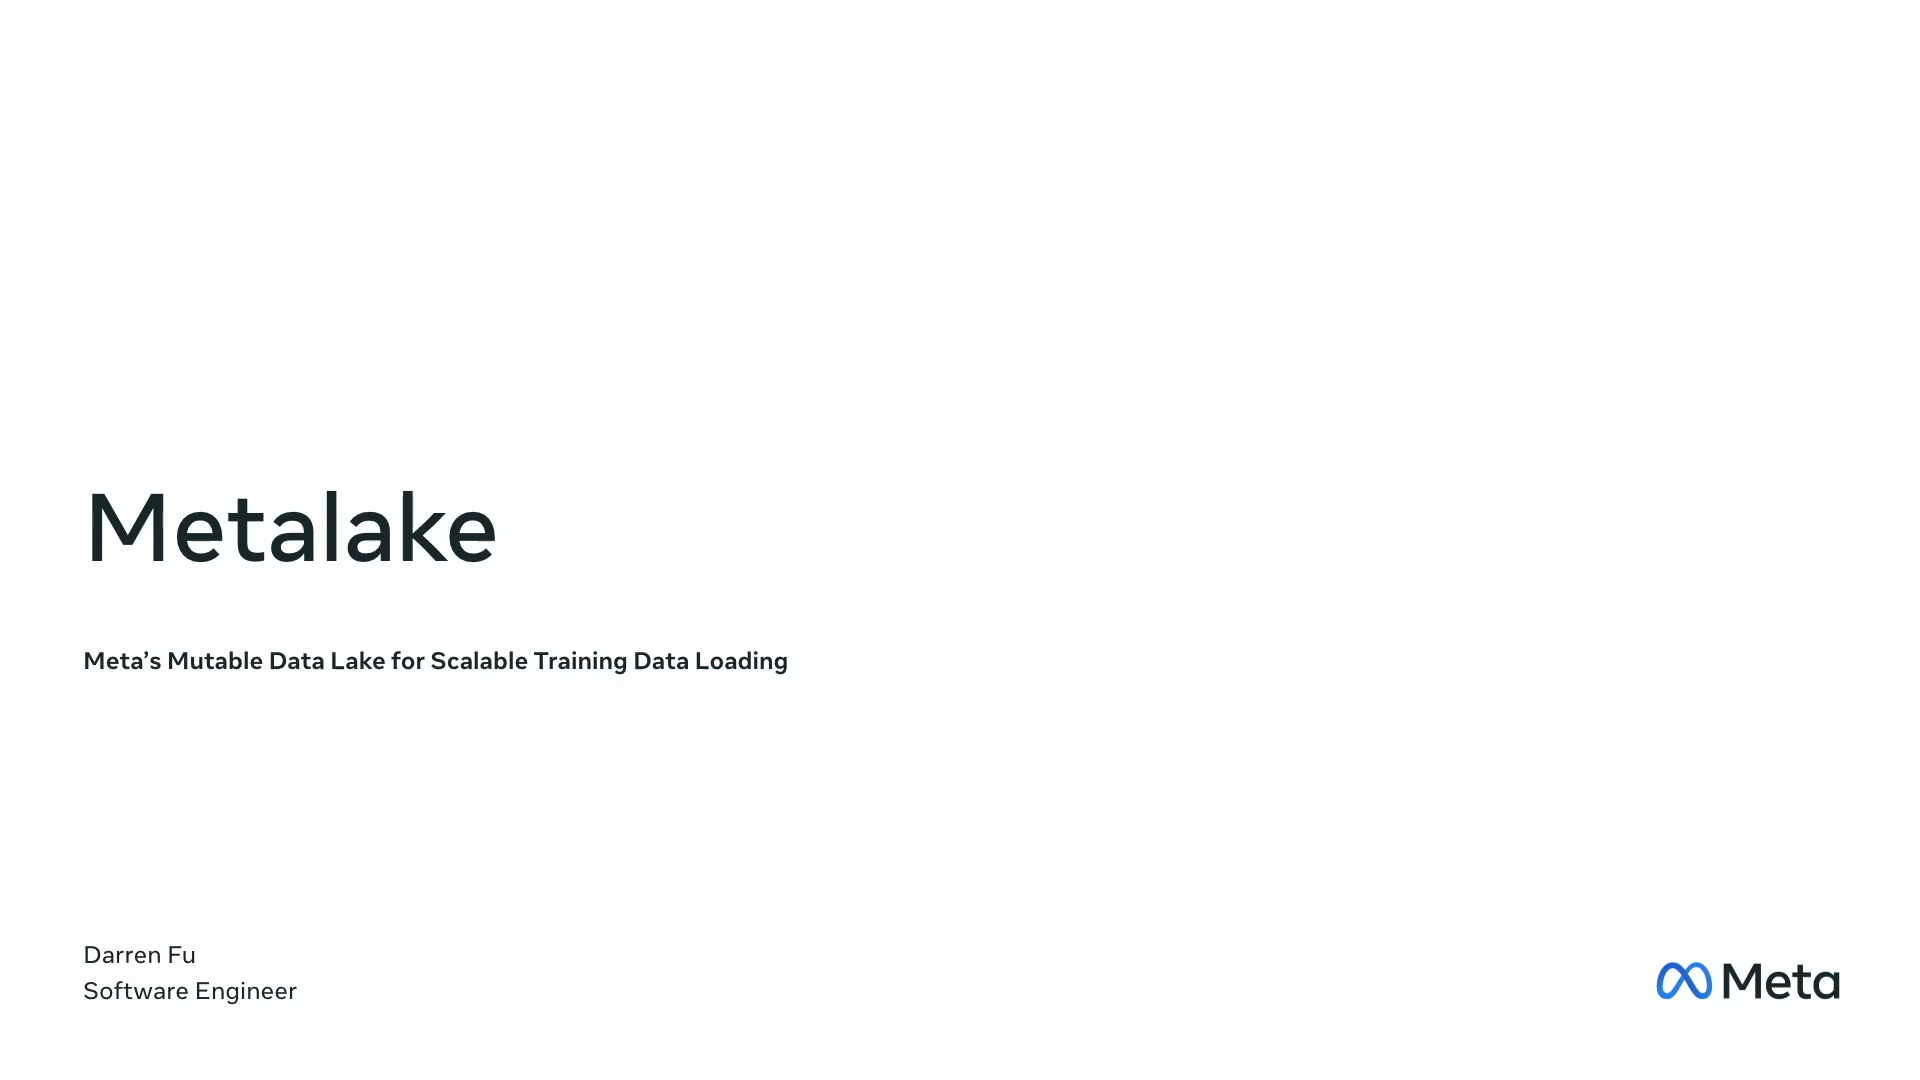 Metalake
Meta’s Mutable Data Lake for Scalable Training Data Loading
Darren Fu
Software Engineer
Meta